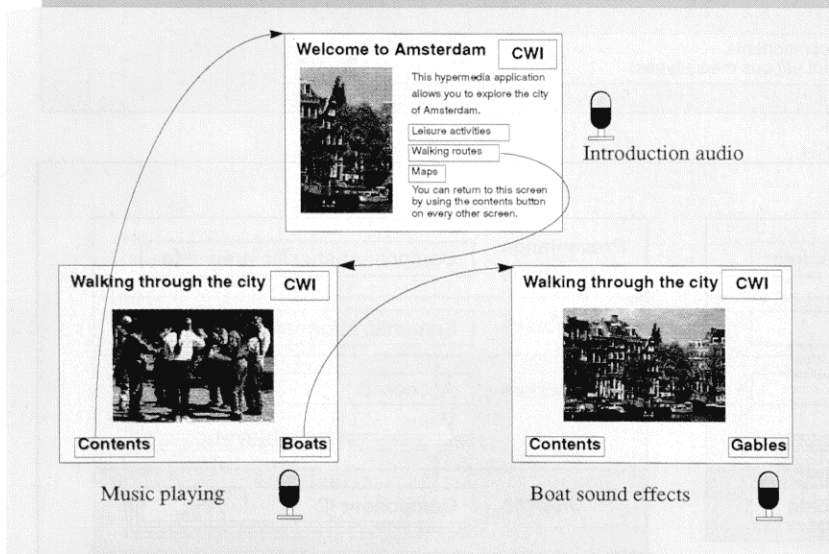 Welcome to Amsterdam
CWI
This hypermedia application
allows you to explore the city
of Amsterdam.
Leisure activities
Walking routes
Maps
You can return to this screen
by using the contents button
on every other screen.
Introduction audio
Walking through the city
CWI
Contents
Boats
Music playing
Walking through the city
CWI
Contents
Gables
Boat sound effects